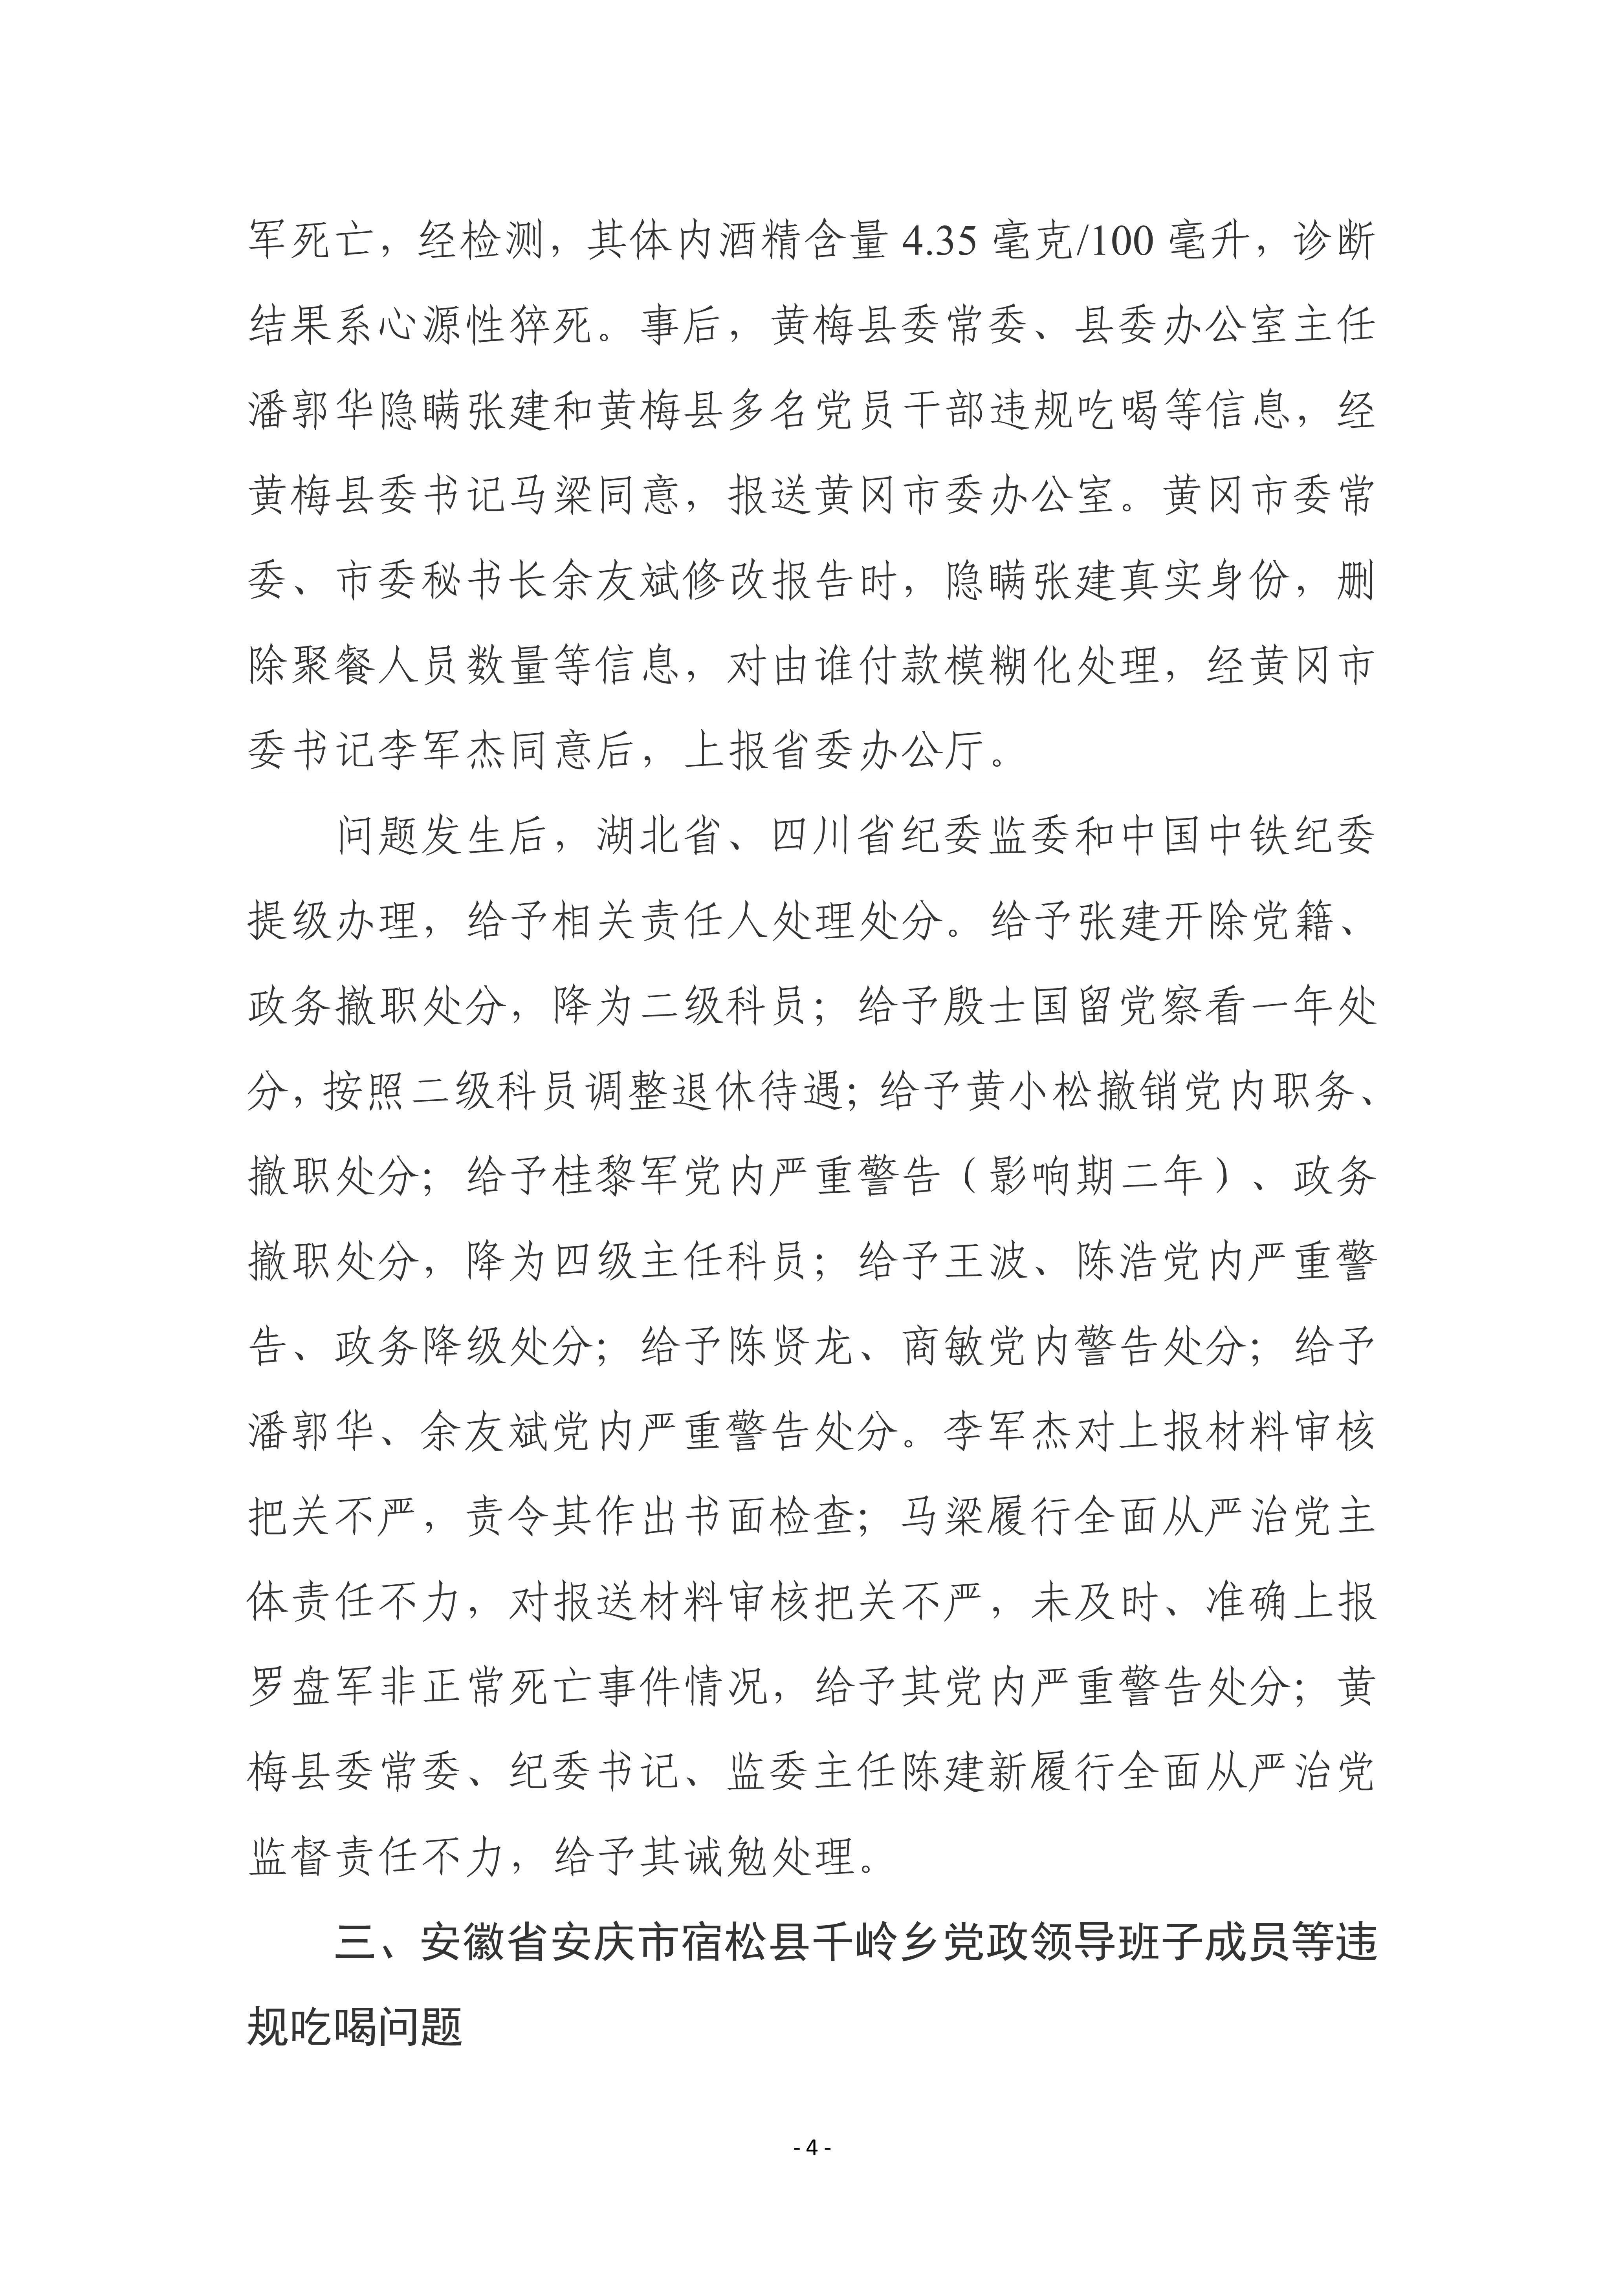 军死亡，经检测，其体内酒精含量 4.35 毫克/100 毫升，诊断
结果系心源性猝死。事后，黄梅县委常委、县委办公室主任
潘郭华隐瞒张建和黄梅县多名党员干部违规吃喝等信息，经
黄梅县委书记马梁同意，报送黄冈市委办公室。黄冈市委常
委、市委秘书长余友斌修改报告时，隐瞒张建真实身份，删
除聚餐人员数量等信息，对由谁付款模糊化处理，经黄冈市
委书记李军杰同意后，上报省委办公厅。
问题发生后，湖北省、四川省纪委监委和中国中铁纪委
提级办理，给予相关责任人处理处分。给予张建开除党籍、
政务撤职处分，降为二级科员；给予殷士国留党察看一年处
分，按照二级科员调整退休待遇；给予黄小松撤销党内职务、
撤职处分；给予桂黎军党内严重警告（影响期二年）、政务
撤职处分，降为四级主任科员；给予王波、陈浩党内严重警
告、政务降级处分；给予陈贤龙、商敏党内警告处分；给予
潘郭华、余友斌党内严重警告处分。李军杰对上报材料审核
把关不严，责令其作出书面检查；马梁履行全面从严治党主
体责任不力，对报送材料审核把关不严，未及时、准确上报
罗盘军非正常死亡事件情况，给予其党内严重警告处分；黄
梅县委常委、纪委书记、监委主任陈建新履行全面从严治党
监督责任不力，给予其诫勉处理。
三、安徽省安庆市宿松县千岭乡党政领导班子成员等违
规吃喝问题
- 4 -